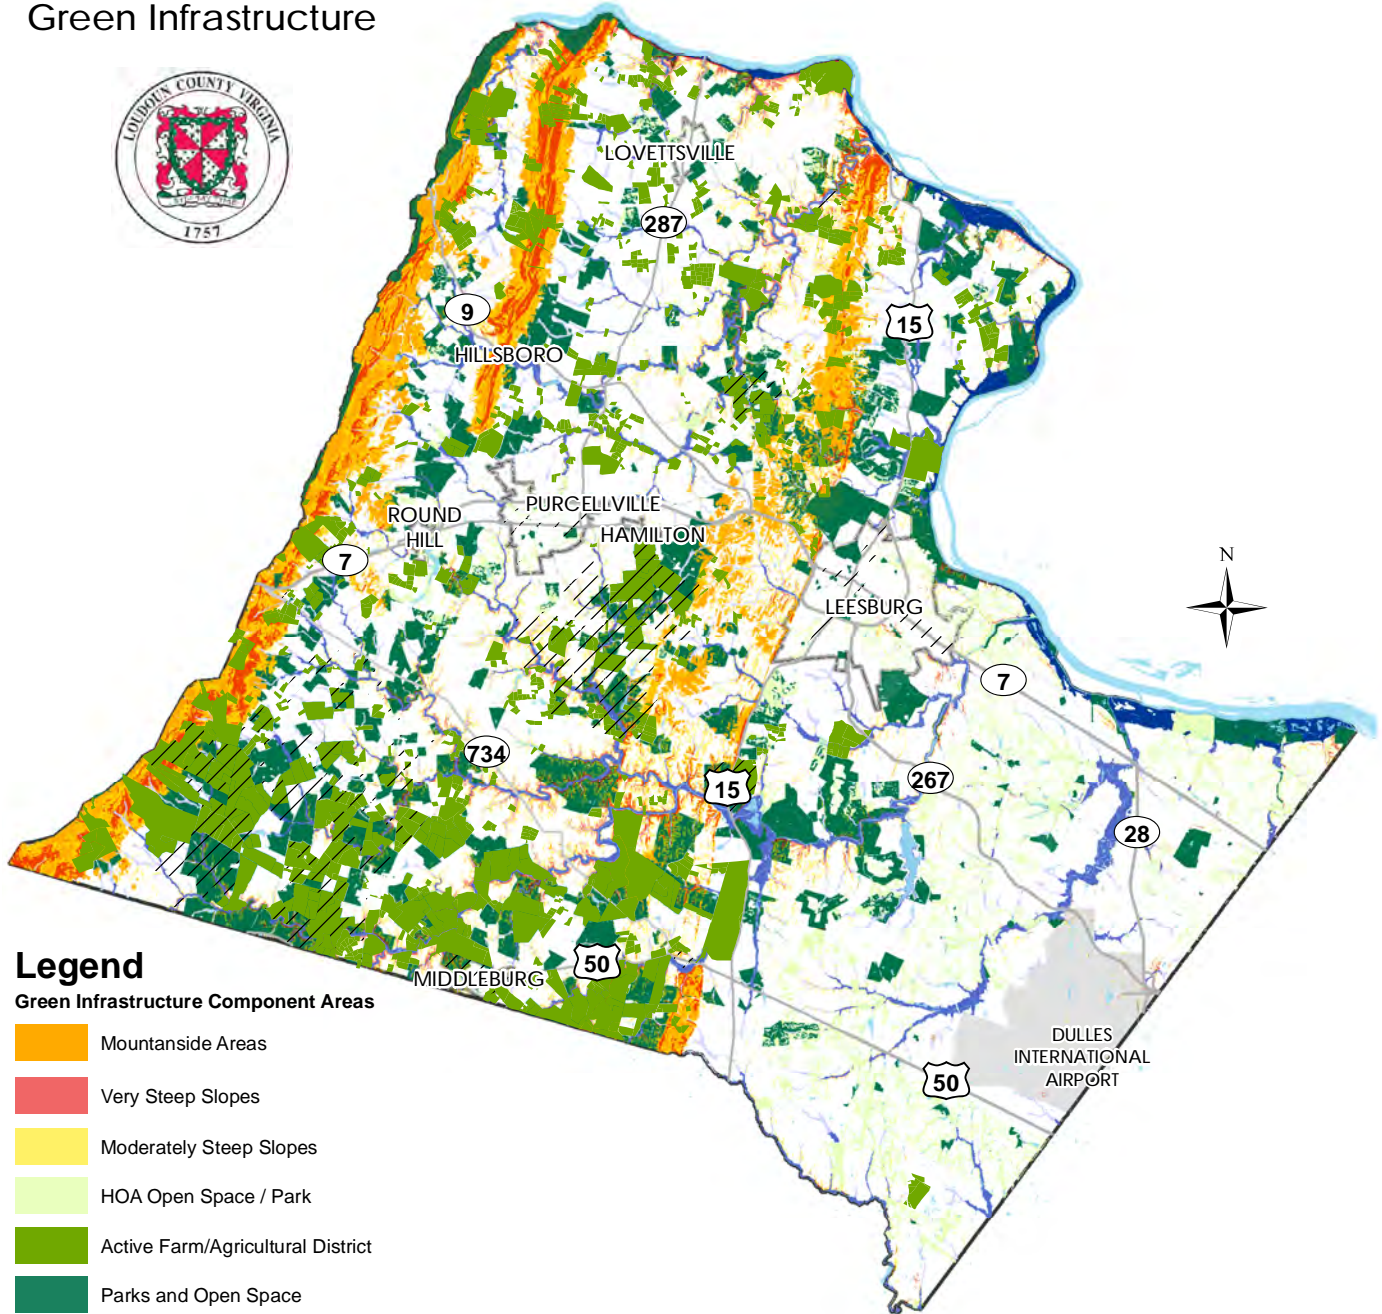 Green Infrastructure
LOUDOUN COUNTY VIRGINIA
1757
LOVETTSVILLE
287
9
15
HILLSBORO
PURCELLVILLE
ROUND
HILL
HAMILTON
7
N
LEESBURG
7
734
15
267
28
50
MIDDLEBURG
DULLES
INTERNATIONAL
AIRPORT
50
Legend
Green Infrastructure Component Areas
Mountanside Areas
Very Steep Slopes
Moderately Steep Slopes
HOA Open Space / Park
Active Farm/Agricultural District
Parks and Open Space